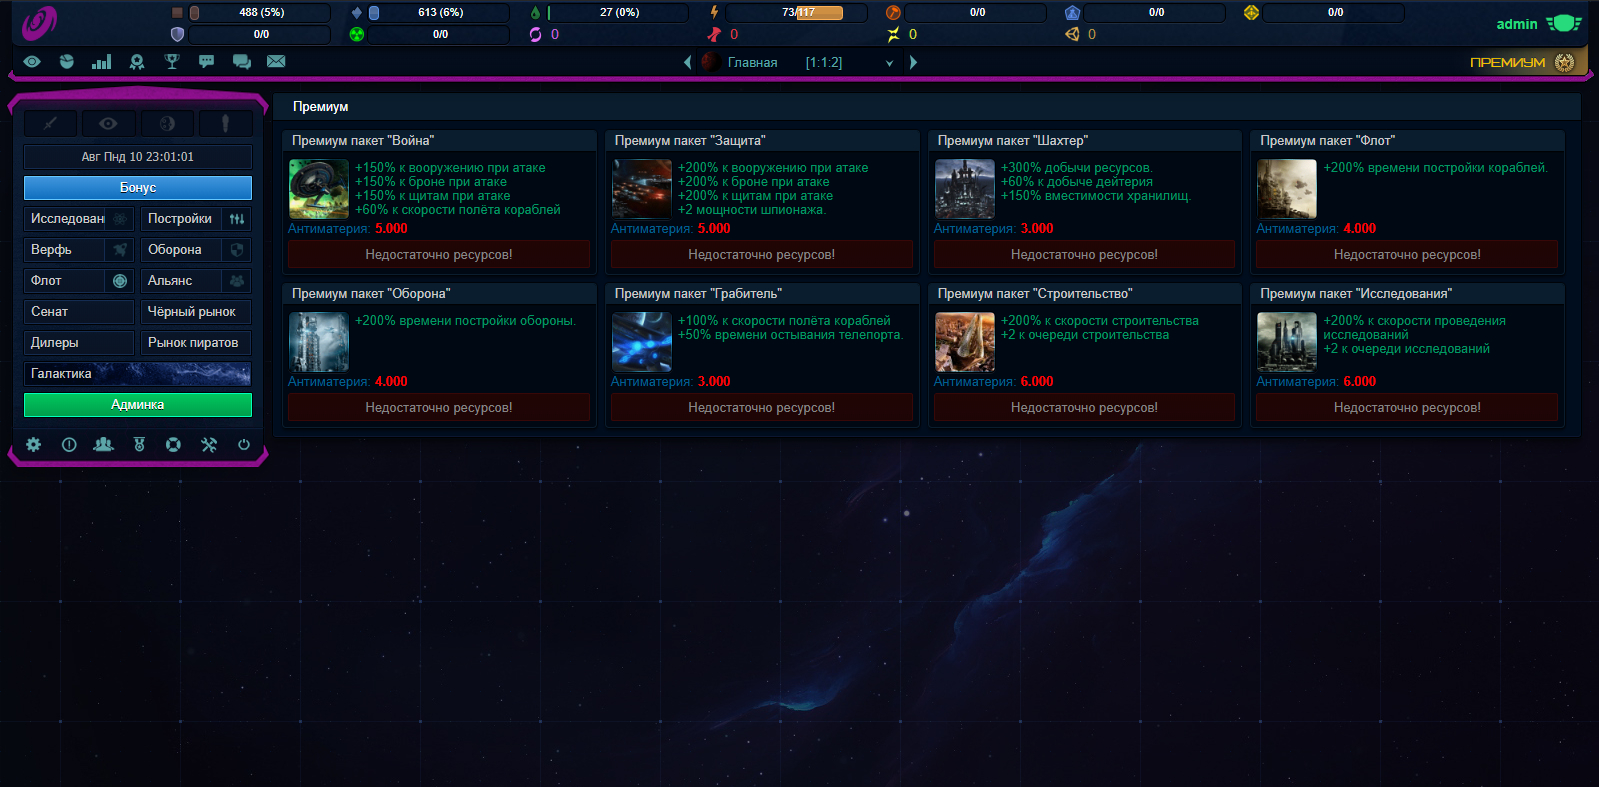 488 (5%)
613 (6%)
27 (0%)
73/117
0/0
0/0
0/0
admin
0/0
0/0
0
0
0
0
Главная [1:1:2]
ПРЕМИУМ
Авг Пнд 10 23:01:01
Бонус
Исследован
Постройки
Верфь
Оборона
Флот
Альянс
Сенат
Чёрный рынок
Дилеры
Рынок пиратов
Галактика
Админка
Премиум
Премиум пакет "Война"
+150% к вооружению при атаке
+150% к броне при атаке
+150% к щитам при атаке
+60% к скорости полёта кораблей
Антиматерия: 5.000
Недостаточно ресурсов!
Премиум пакет "Защита"
+200% к вооружению при атаке
+200% к броне при атаке
+200% к щитам при атаке
+2 мощности шпионажа.
Антиматерия: 5.000
Недостаточно ресурсов!
Премиум пакет "Шахтер"
+300% добычи ресурсов.
+60% к добыче дейтерия
+150% вместимости хранилищ.
Антиматерия: 3.000
Недостаточно ресурсов!
Премиум пакет "Флот"
+200% времени постройки кораблей.
Антиматерия: 4.000
Недостаточно ресурсов!
Премиум пакет "Оборона"
+200% времени постройки обороны.
Антиматерия: 4.000
Недостаточно ресурсов!
Премиум пакет "Грабитель"
+100% к скорости полёта кораблей
+50% времени остывания телепорта.
Антиматерия: 3.000
Недостаточно ресурсов!
Премиум пакет "Строительство"
+200% к скорости строительства
+2 к очереди строительства
Антиматерия: 6.000
Недостаточно ресурсов!
Премиум пакет "Исследования"
+200% к скорости проведения
исследований
+2 к очереди исследований
Антиматерия: 6.000
Недостаточно ресурсов!